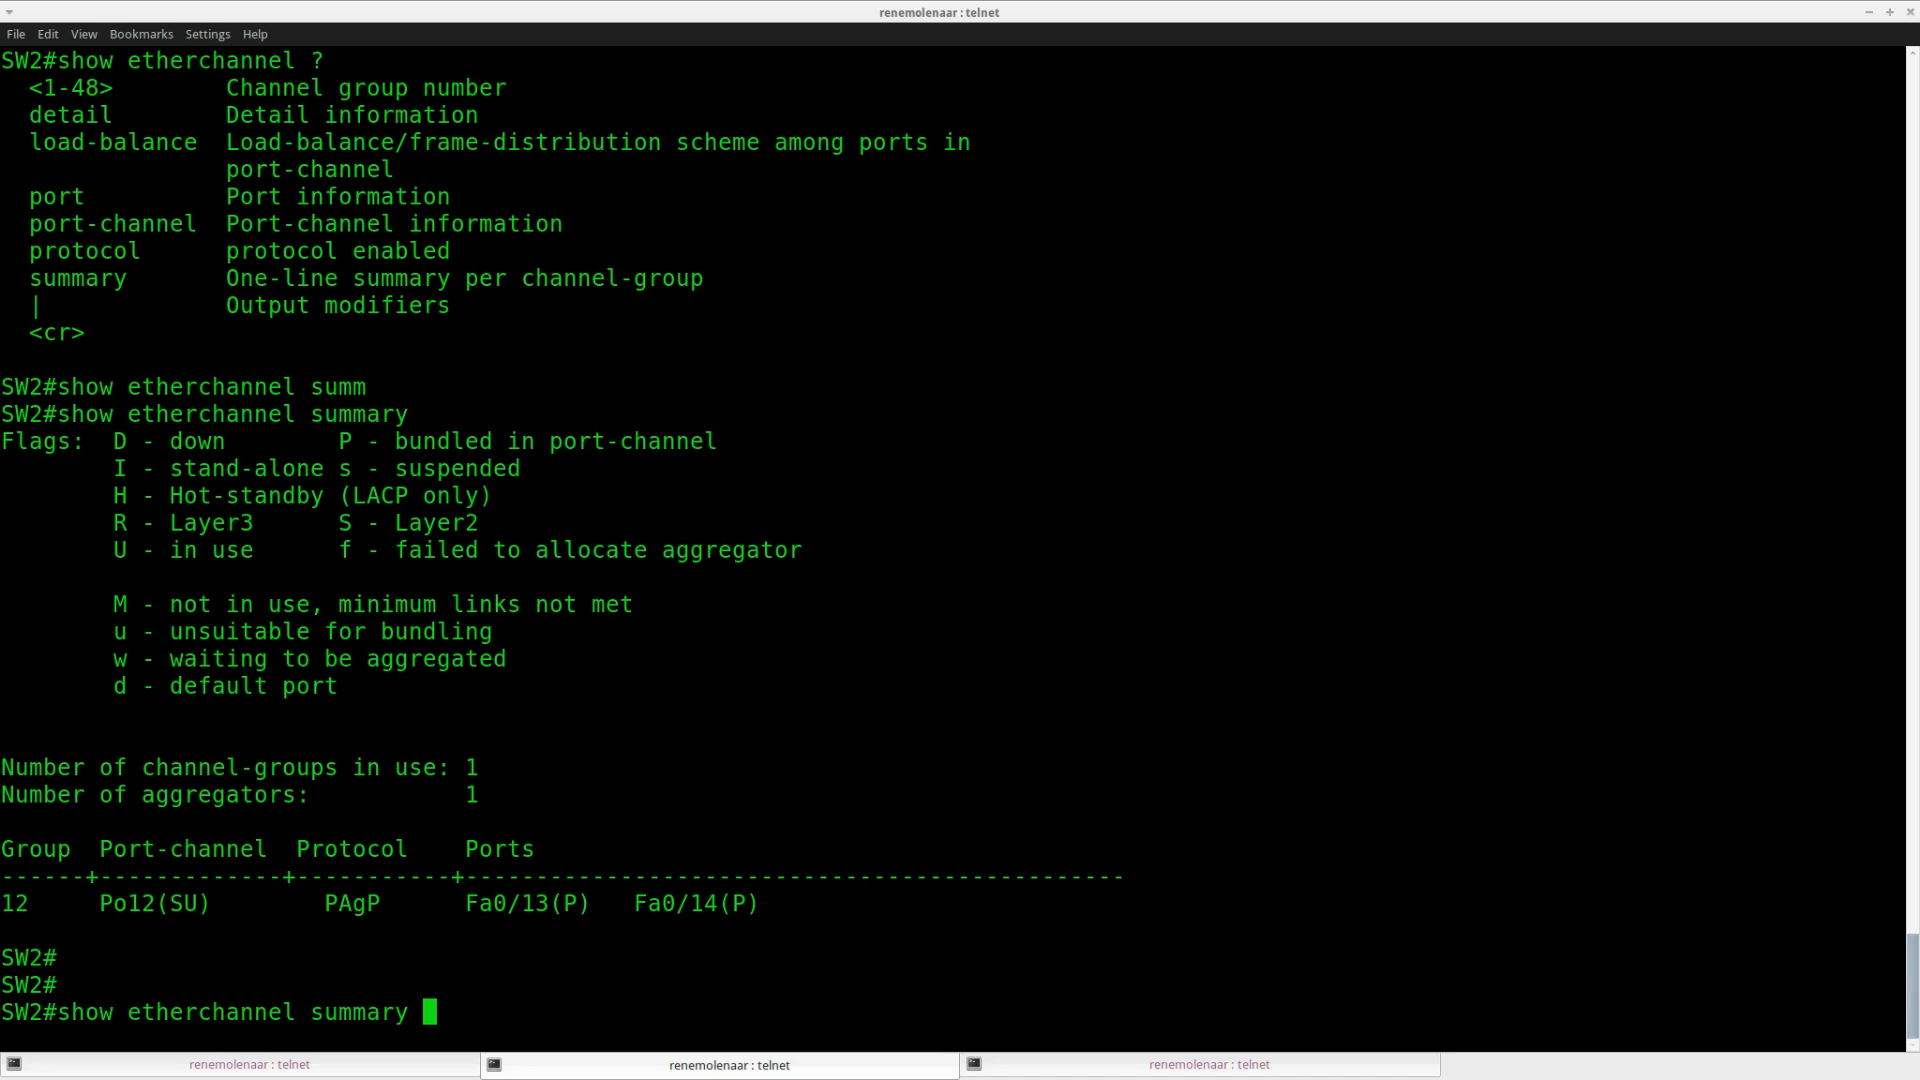 renemolenaar : telnet
File Edit View Bookmarks Settings Help
SW2#show etherchannel ?
  <1-48>        Channel group number
  detail        Detail information
  load-balance  Load-balance/frame-distribution scheme among ports in
                port-channel
  port          Port information
  port-channel  Port-channel information
  protocol      protocol enabled
  summary       One-line summary per channel-group
  |             Output modifiers
  <cr>
SW2#show etherchannel summ
SW2#show etherchannel summary
Flags:  D - down        P - bundled in port-channel
        I - stand-alone s - suspended
        H - Hot-standby (LACP only)
        R - Layer3      S - Layer2
        U - in use      f - failed to allocate aggregator
        M - not in use, minimum links not met
        u - unsuitable for bundling
        w - waiting to be aggregated
        d - default port
Number of channel-groups in use: 1
Number of aggregators:           1
Group  Port-channel  Protocol    Ports
------+-------------+-----------+-----------------------------------------------
12     Po12(SU)        PAgP      Fa0/13(P)   Fa0/14(P)
SW2#
SW2#
SW2#show etherchannel summary
renemolenaar : telnet renemolenaar : telnet renemolenaar : telnet